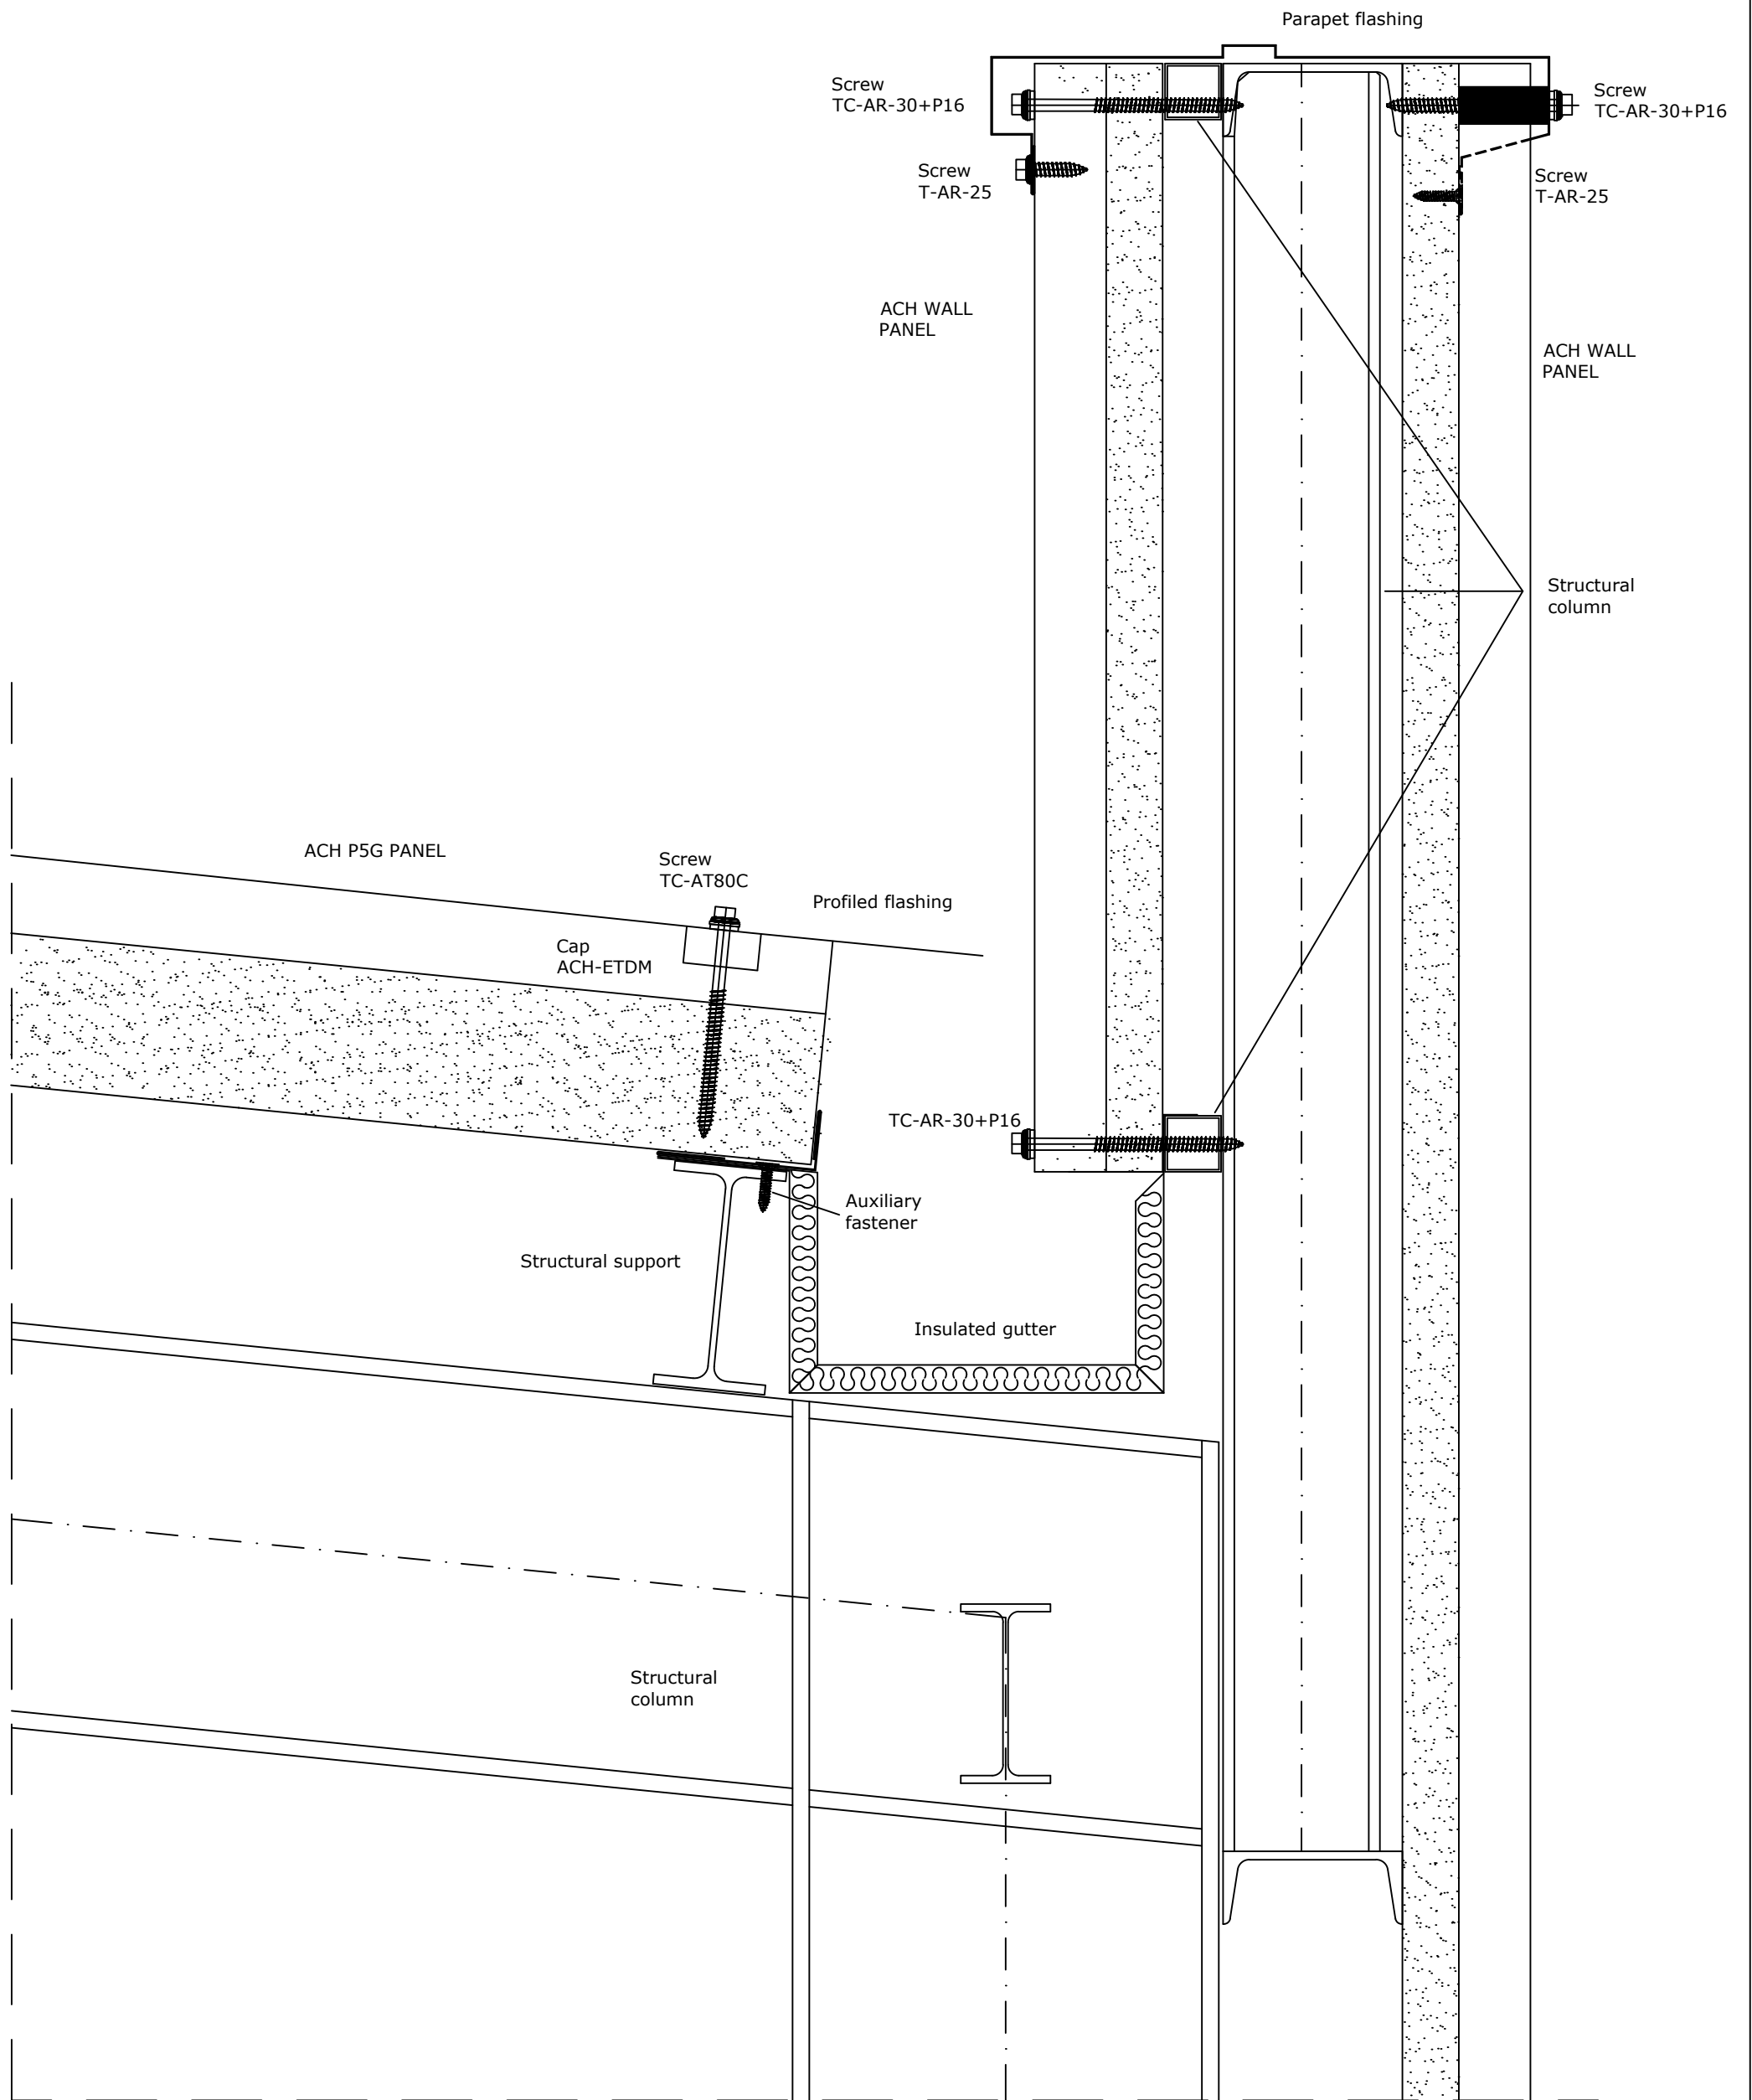 Parapet flashing
Screw
TC-AR-30+P16
Screw
TC-AR-30+P16
Screw
T-AR-25
Screw
T-AR-25
ACH WALL
PANEL
ACH WALL
PANEL
Structural
column
ACH P5G PANEL
Screw
TC-AT80C
Profiled flashing
Cap
ACH-ETDM
TC-AR-30+P16
Auxiliary
fastener
Structural support
Insulated gutter
Structural
column